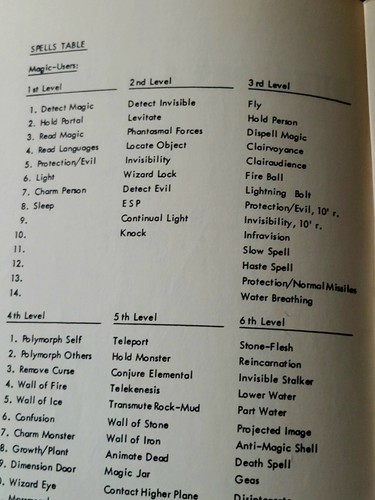 SPELLS TABLE
Magic-Users:
1st Level 2nd Level 3rd Level
1. Detect Magic Detect Invisible Fly
2. Hold Portal Levitate Hold Person
3. Read Magic Phantasmal Forces Dispell Magic
4. Read Languages Locate Object Clairvoyance
5. Protection/Evil Invisibility Clairaudience
6. Light Wizard Lock Fire Ball
7. Charm Person Detect Evil Lightning Bolt
8. Sleep ESP Protection/Evil, 10' r.
9. Continual Light Invisibility, 10' r.
10. Knock Infravision
11. Slow Spell
12. Haste Spell
13. Protection/Normal Missiles
14. Water Breathing
4th Level 5th Level 6th Level
1. Polymorph Self Teleport Stone-Flesh
2. Polymorph Others Hold Monster Reincarnation
3. Remove Curse Conjure Elemental Invisible Stalker
4. Wall of Fire Telekenesis Lower Water
5. Wall of Ice Transmute Rock-Mud Part Water
6. Confusion Wall of Stone Projected Image
7. Charm Monster Wall of Iron Anti-Magic Shell
8. Growth/Plant Animate Dead Death Spell
9. Dimension Door Magic Jar Geas
Wizard Eye Contact Higher Plane